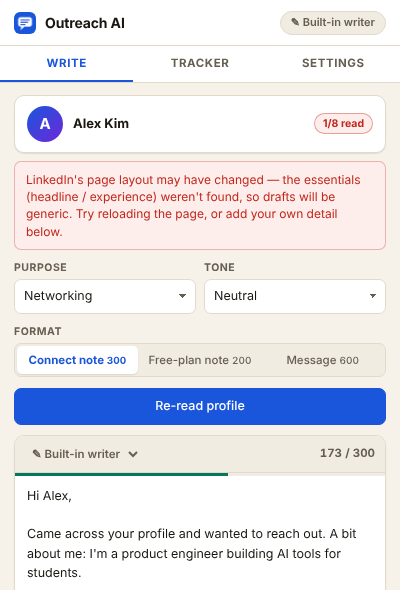 Outreach AI
✎ Built-in writer
WRITE
TRACKER
SETTINGS
A
Alex Kim
1/8 read
LinkedIn's page layout may have changed — the essentials
(headline / experience) weren't found, so drafts will be
generic. Try reloading the page, or add your own detail
below.
PURPOSE
TONE
Networking
Neutral
FORMAT
Connect note 300
Free-plan note 200
Message 600
Re-read profile
✎ Built-in writer
173 / 300
Hi Alex,
Came across your profile and wanted to reach out. A bit
about me: I'm a product engineer building AI tools for
students.